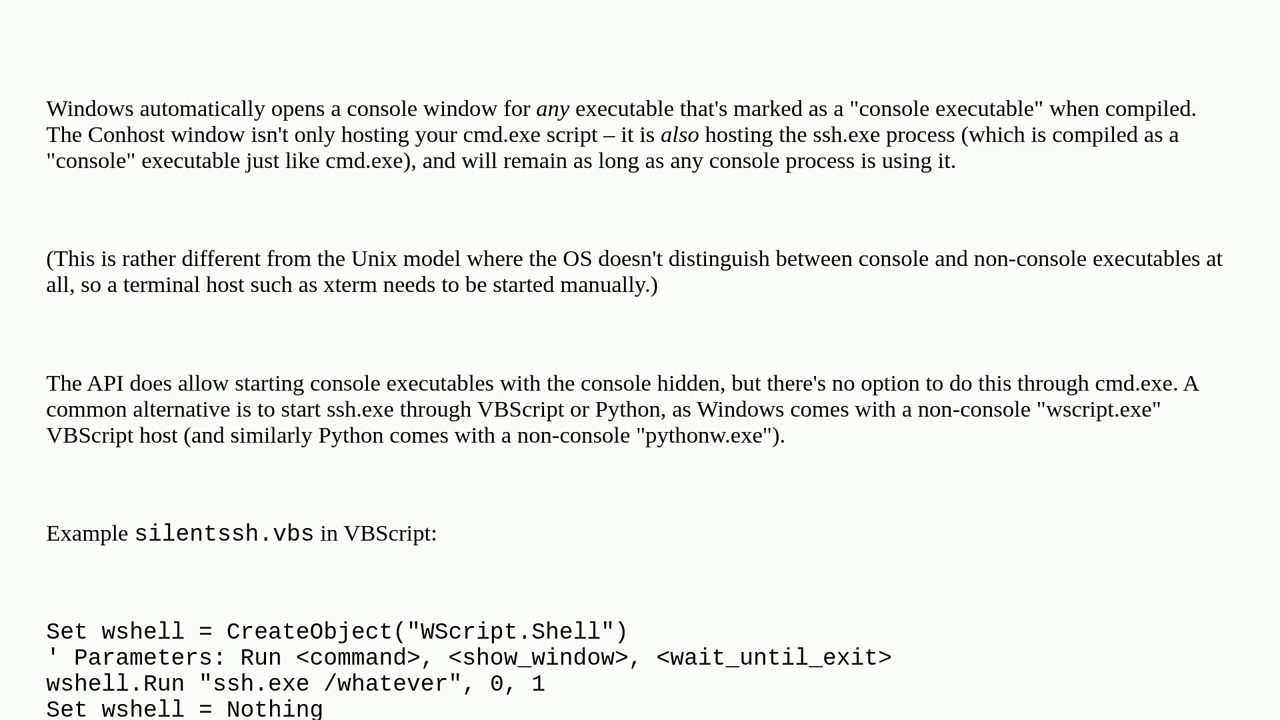 Windows automatically opens a console window for any executable that's marked as a "console executable" when compiled.
The Conhost window isn't only hosting your cmd.exe script – it is also hosting the ssh.exe process (which is compiled as a
"console" executable just like cmd.exe), and will remain as long as any console process is using it.
(This is rather different from the Unix model where the OS doesn't distinguish between console and non-console executables at
all, so a terminal host such as xterm needs to be started manually.)
The API does allow starting console executables with the console hidden, but there's no option to do this through cmd.exe. A
common alternative is to start ssh.exe through VBScript or Python, as Windows comes with a non-console "wscript.exe"
VBScript host (and similarly Python comes with a non-console "pythonw.exe").
Example silentssh.vbs in VBScript:
Set wshell = CreateObject("WScript.Shell")
' Parameters: Run <command>, <show_window>, <wait_until_exit>
wshell.Run "ssh.exe /whatever", 0, 1
Set wshell = Nothing